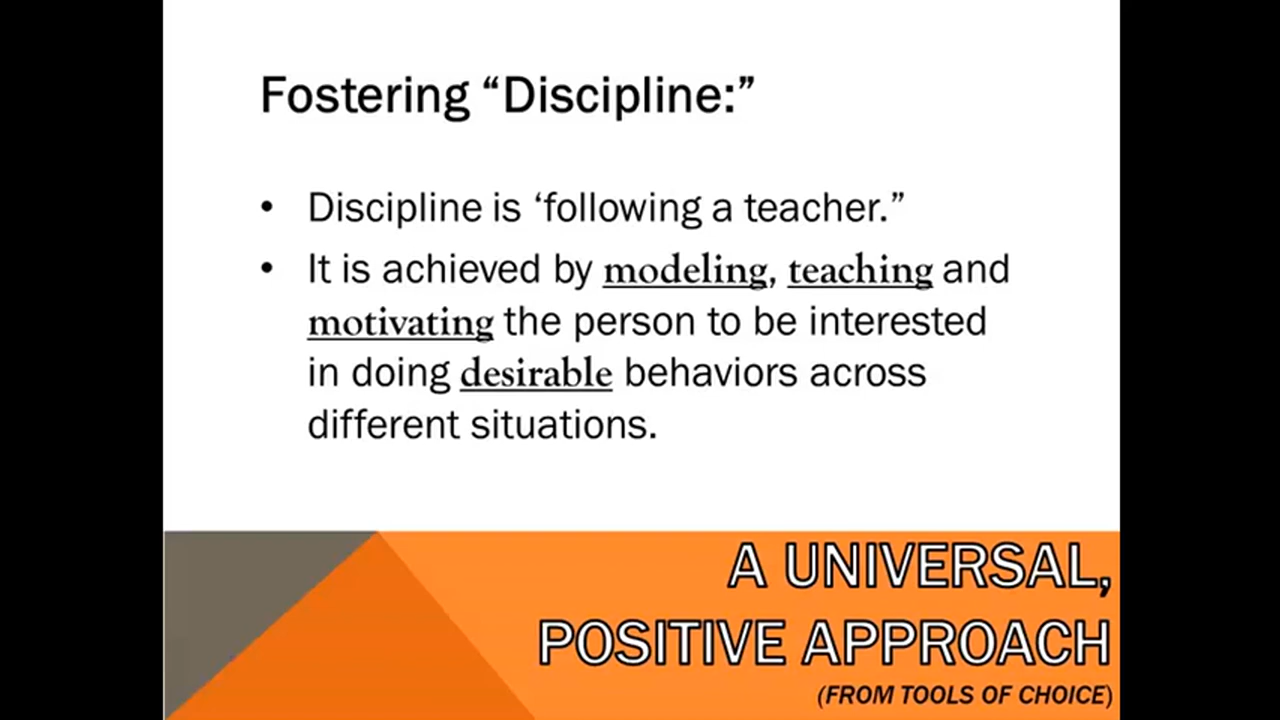 Fostering “Discipline:”
• Discipline is ‘following a teacher.”
• It is achieved by modeling, teaching and
motivating the person to be interested
in doing desirable behaviors across
different situations.
A UNIVERSAL,
POSITIVE APPROACH
(FROM TOOLS OF CHOICE)